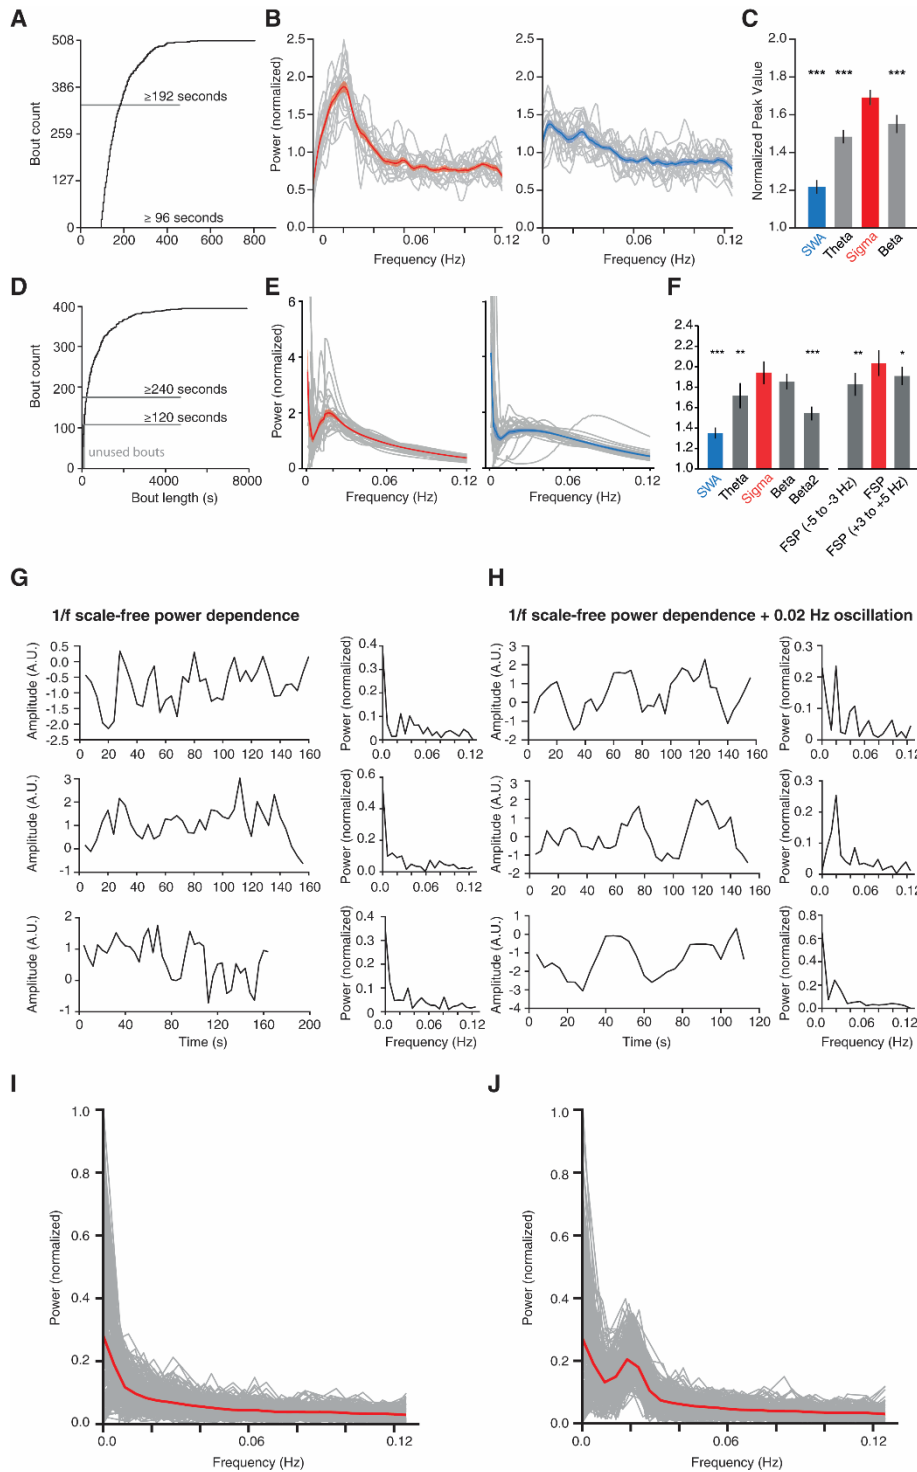 A
508
386
259
127
0
Bout count
≥192 seconds
≥ 96 seconds
0 200 400 600 800
B
Power (normalized)
2.5
2.0
1.5
1.0
0.5
0.0
0 0.06 0.12
Frequency (Hz)
2.5
2.0
1.5
1.0
0.5
0.0
0.0 0.06 0.12
Frequency (Hz)
C
Normalized Peak Value
2.0
1.8
1.6
1.4
1.2
1.0
*** *** ***
SWA
Theta
Sigma
Beta
D
Bout count
400
300
200
100
0
≥240 seconds
≥120 seconds
unused bouts
0 4000 8000
Bout length (s)
E
Power (normalized)
6
4
2
0
0.0 0.06 0.12
Frequency (Hz)
0.0 0.06 0.12
Frequency (Hz)
F
2.4
2.2
2.0
1.8
1.6
1.4
1.2
1.0
*** ** *** ** *
SWA
Theta
Sigma
Beta
Beta2
FSP (-5 to -3 Hz)
FSP
FSP (+3 to +5 Hz)
G
1/f scale-free power dependence
Amplitude (A.U.)
0.5
0.0
-0.5
-1.0
-1.5
-2.0
-2.5
0 20 40 60 80 100 120 140 160
Power (normalized)
0.4
0.3
0.2
0.1
0
0.0 0.06 0.12
Amplitude (A.U.)
3
2
1
0
-1
0 20 40 60 80 100 120 140 160
Power (normalized)
0.6
0.4
0.2
0.0
0.0 0.06 0.12
Amplitude (A.U.)
2
1
0
-1
0 40 80 120 160 200
Time (s)
Power (normalized)
0.4
0.3
0.2
0.1
0
0.0 0.06 0.12
Frequency (Hz)
H
1/f scale-free power dependence + 0.02 Hz oscillation
Amplitude (A.U.)
3
2
1
0
-1
-2
0 20 40 60 80 100 120 140 156
Power (normalized)
0.3
0.2
0.1
0
0.0 0.06 0.12
Amplitude (A.U.)
3
2
1
0
-1
-2
0 20 40 60 80 100 120 152
Power (normalized)
0.3
0.2
0.1
0
0.0 0.06 0.12
Amplitude (A.U.)
1
0
-1
-2
-3
-4
0 20 40 60 80 100 112
Time (s)
Power (normalized)
0.8
0.6
0.4
0.2
0
0.0 0.06 0.12
Frequency (Hz)
I
Power (normalized)
1.0
0.8
0.6
0.4
0.2
0.0
0.0 0.06 0.12
Frequency (Hz)
J
Power (normalized)
1.0
0.8
0.6
0.4
0.2
0.0
0.0 0.06 0.12
Frequency (Hz)